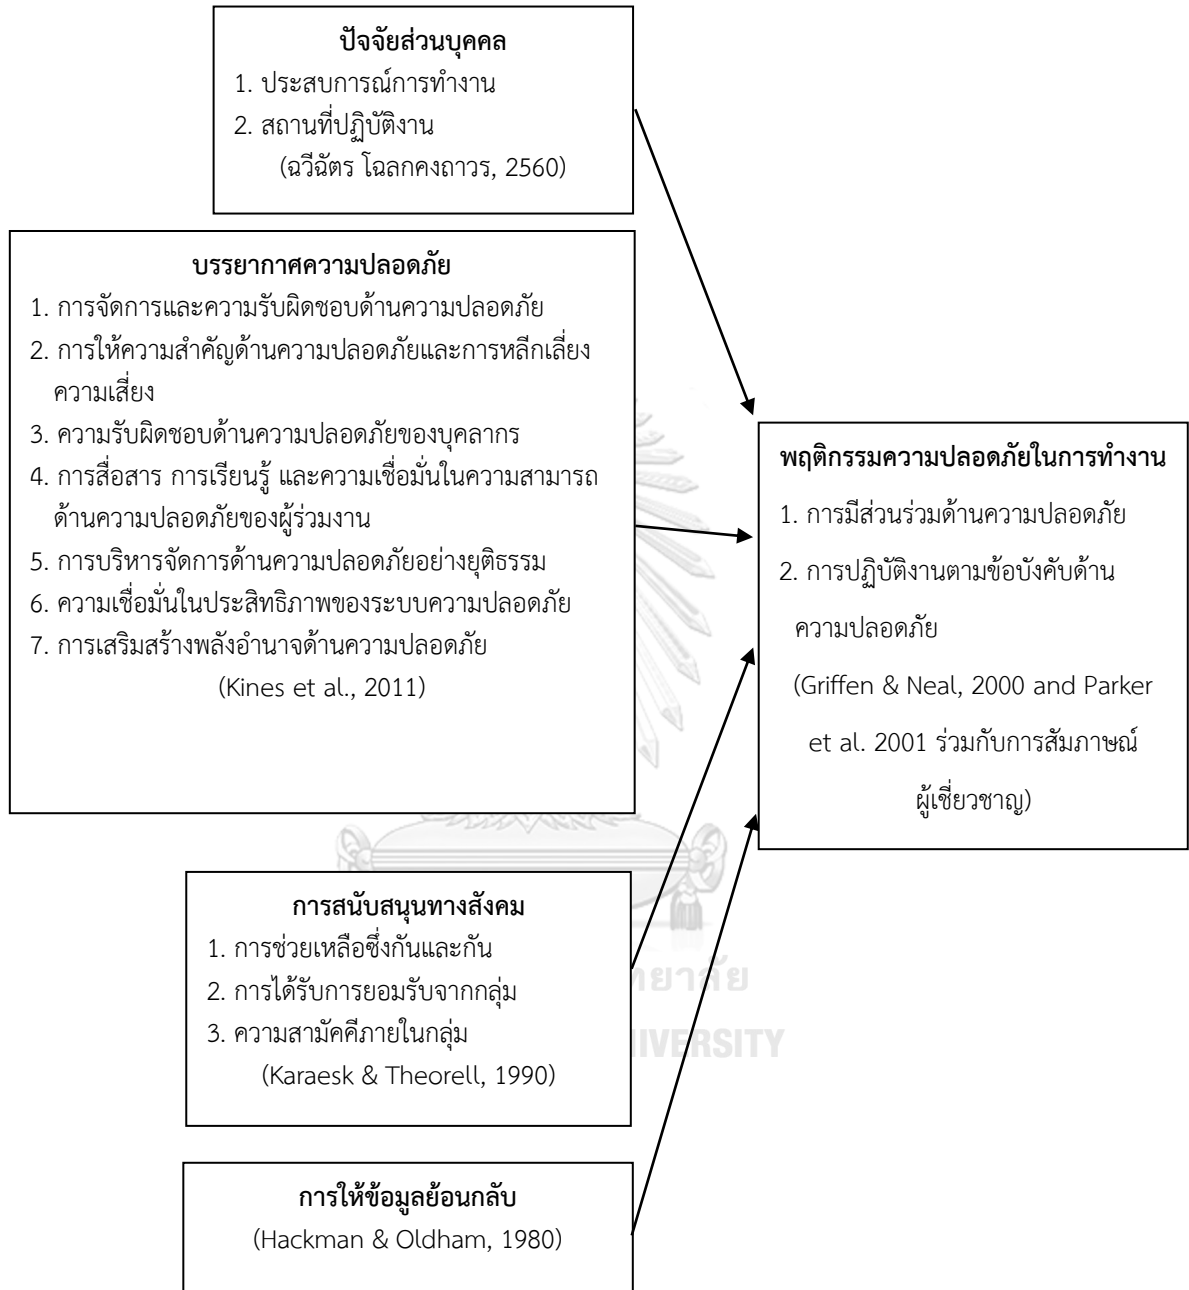 ปัจจัยส่วนบุคคล
1. ประสบการณ์การทำงาน
2. สถานที่ปฏิบัติงาน
(ฉวีฉัตร โฉลกคงถาวร, 2560)
บรรยากาศความปลอดภัย
1. การจัดการและความรับผิดชอบด้านความปลอดภัย
2. การให้ความสำคัญด้านความปลอดภัยและการหลีกเลี่ยง
ความเสี่ยง
3. ความรับผิดชอบด้านความปลอดภัยของบุคลากร
4. การสื่อสาร การเรียนรู้ และความเชื่อมั่นในความสามารถ
ด้านความปลอดภัยของผู้ร่วมงาน
5. การบริหารจัดการด้านความปลอดภัยอย่างยุติธรรม
6. ความเชื่อมั่นในประสิทธิภาพของระบบความปลอดภัย
7. การเสริมสร้างพลังอำนาจด้านความปลอดภัย
(Kines et al., 2011)
พฤติกรรมความปลอดภัยในการทำงาน
1. การมีส่วนร่วมด้านความปลอดภัย
2. การปฏิบัติงานตามข้อบังคับด้าน
ความปลอดภัย
(Griffen & Neal, 2000 and Parker
et al. 2001 ร่วมกับการสัมภาษณ์
ผู้เชี่ยวชาญ)
การสนับสนุนทางสังคม
1. การช่วยเหลือซึ่งกันและกัน
2. การได้รับการยอมรับจากกลุ่ม
3. ความสามัคคีภายในกลุ่ม
(Karaesk & Theorell, 1990)
การให้ข้อมูลย้อนกลับ
(Hackman & Oldham, 1980)